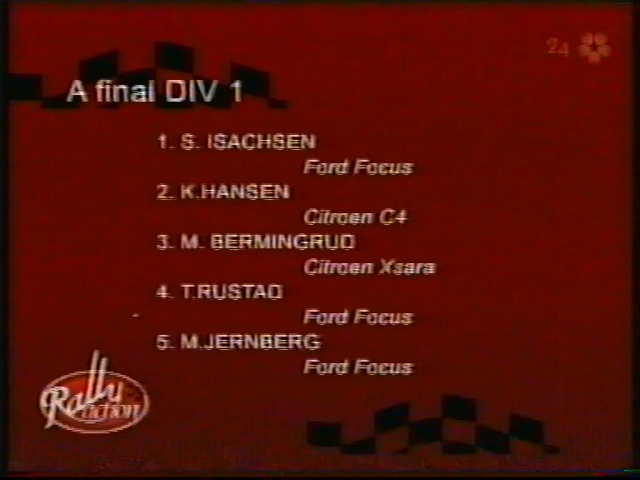 24
A final DIV 1
1. S. ISACHSEN
Ford Focus
2. K.HANSEN
Citroen C4
3. M. BERMINGRUD
Citroen Xsara
4. T.RUSTAD
Ford Focus
5. M.JERNBERG
Ford Focus
Rally
action